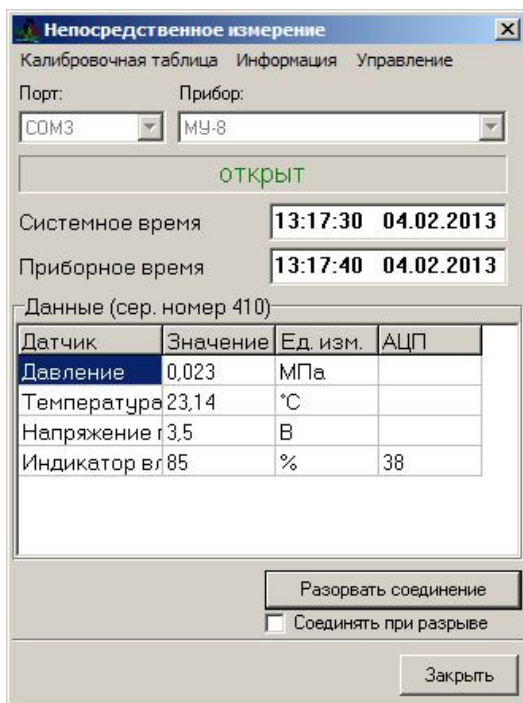 Непосредственное измерение
Калибровочная таблица Информация Управление
Порт: Прибор:
COM3 МУ-8
открыт
Системное время 13:17:30 04.02.2013
Приборное время 13:17:40 04.02.2013
Данные (сер. номер 410)
Датчик Значение Ед. изм. АЦП
Давление 0,023 МПа
Температура 23,14 °C
Напряжение г 3,5 В
Индикатор вл 85 % 38
Разорвать соединение
Соединять при разрыве
Закрыть